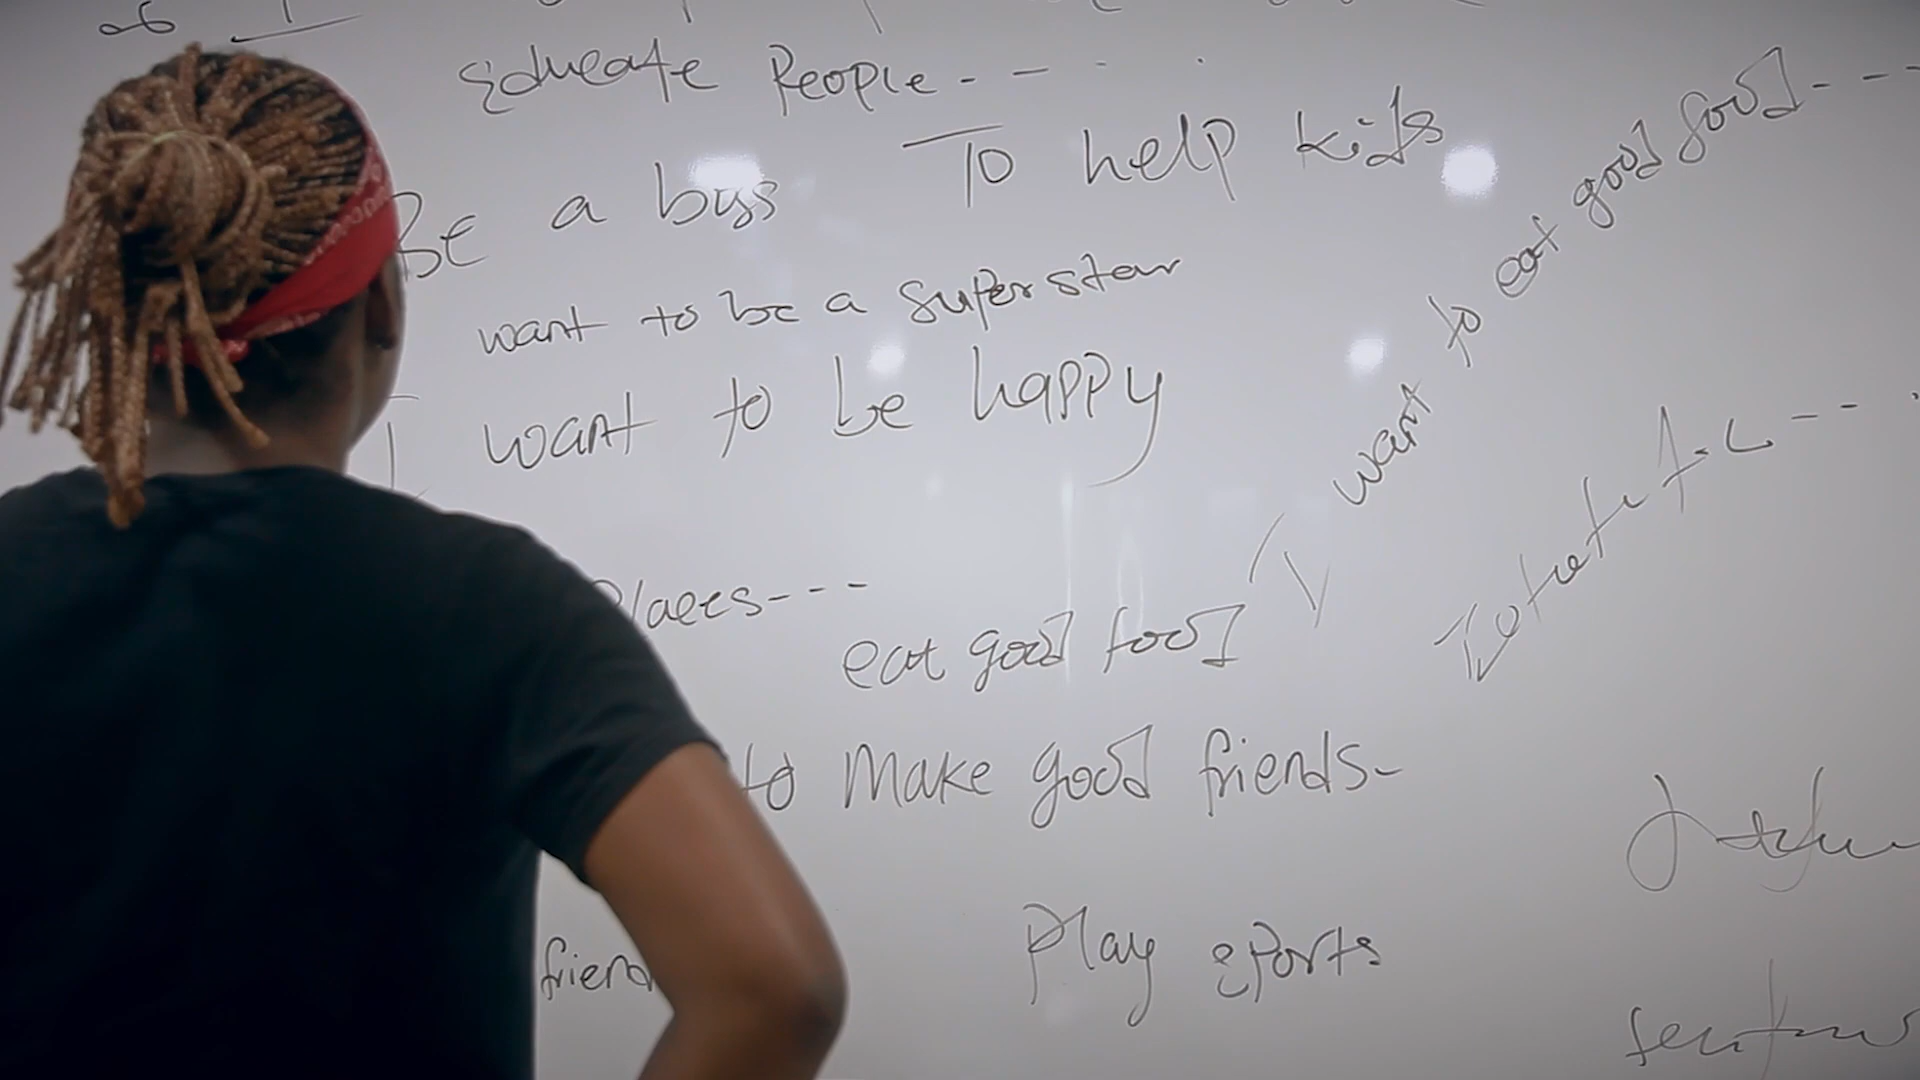 Educate People - - - .
To help kids
Be a boss
want to be a superstar
I want to be happy
want to eat good food - - -
Places - - -
eat good food
to make good friends -
friend
Play sports